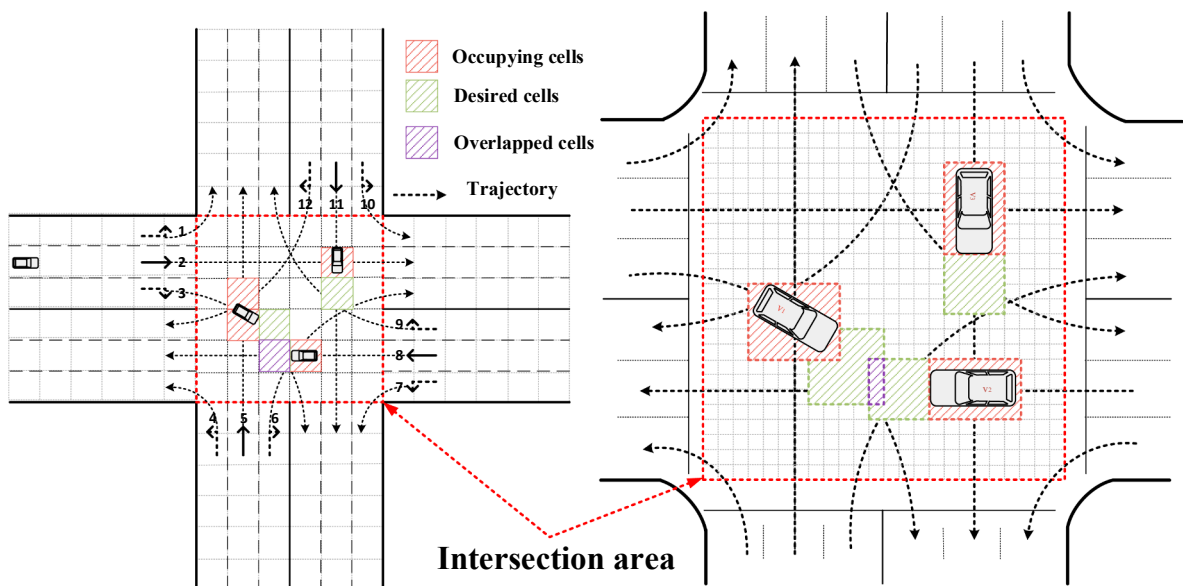 Occupying cells
Desired cells
Overlapped cells
Trajectory
12 11 10
1
2
3
9
8
7
4 5 6
V3
V1
V2
Intersection area